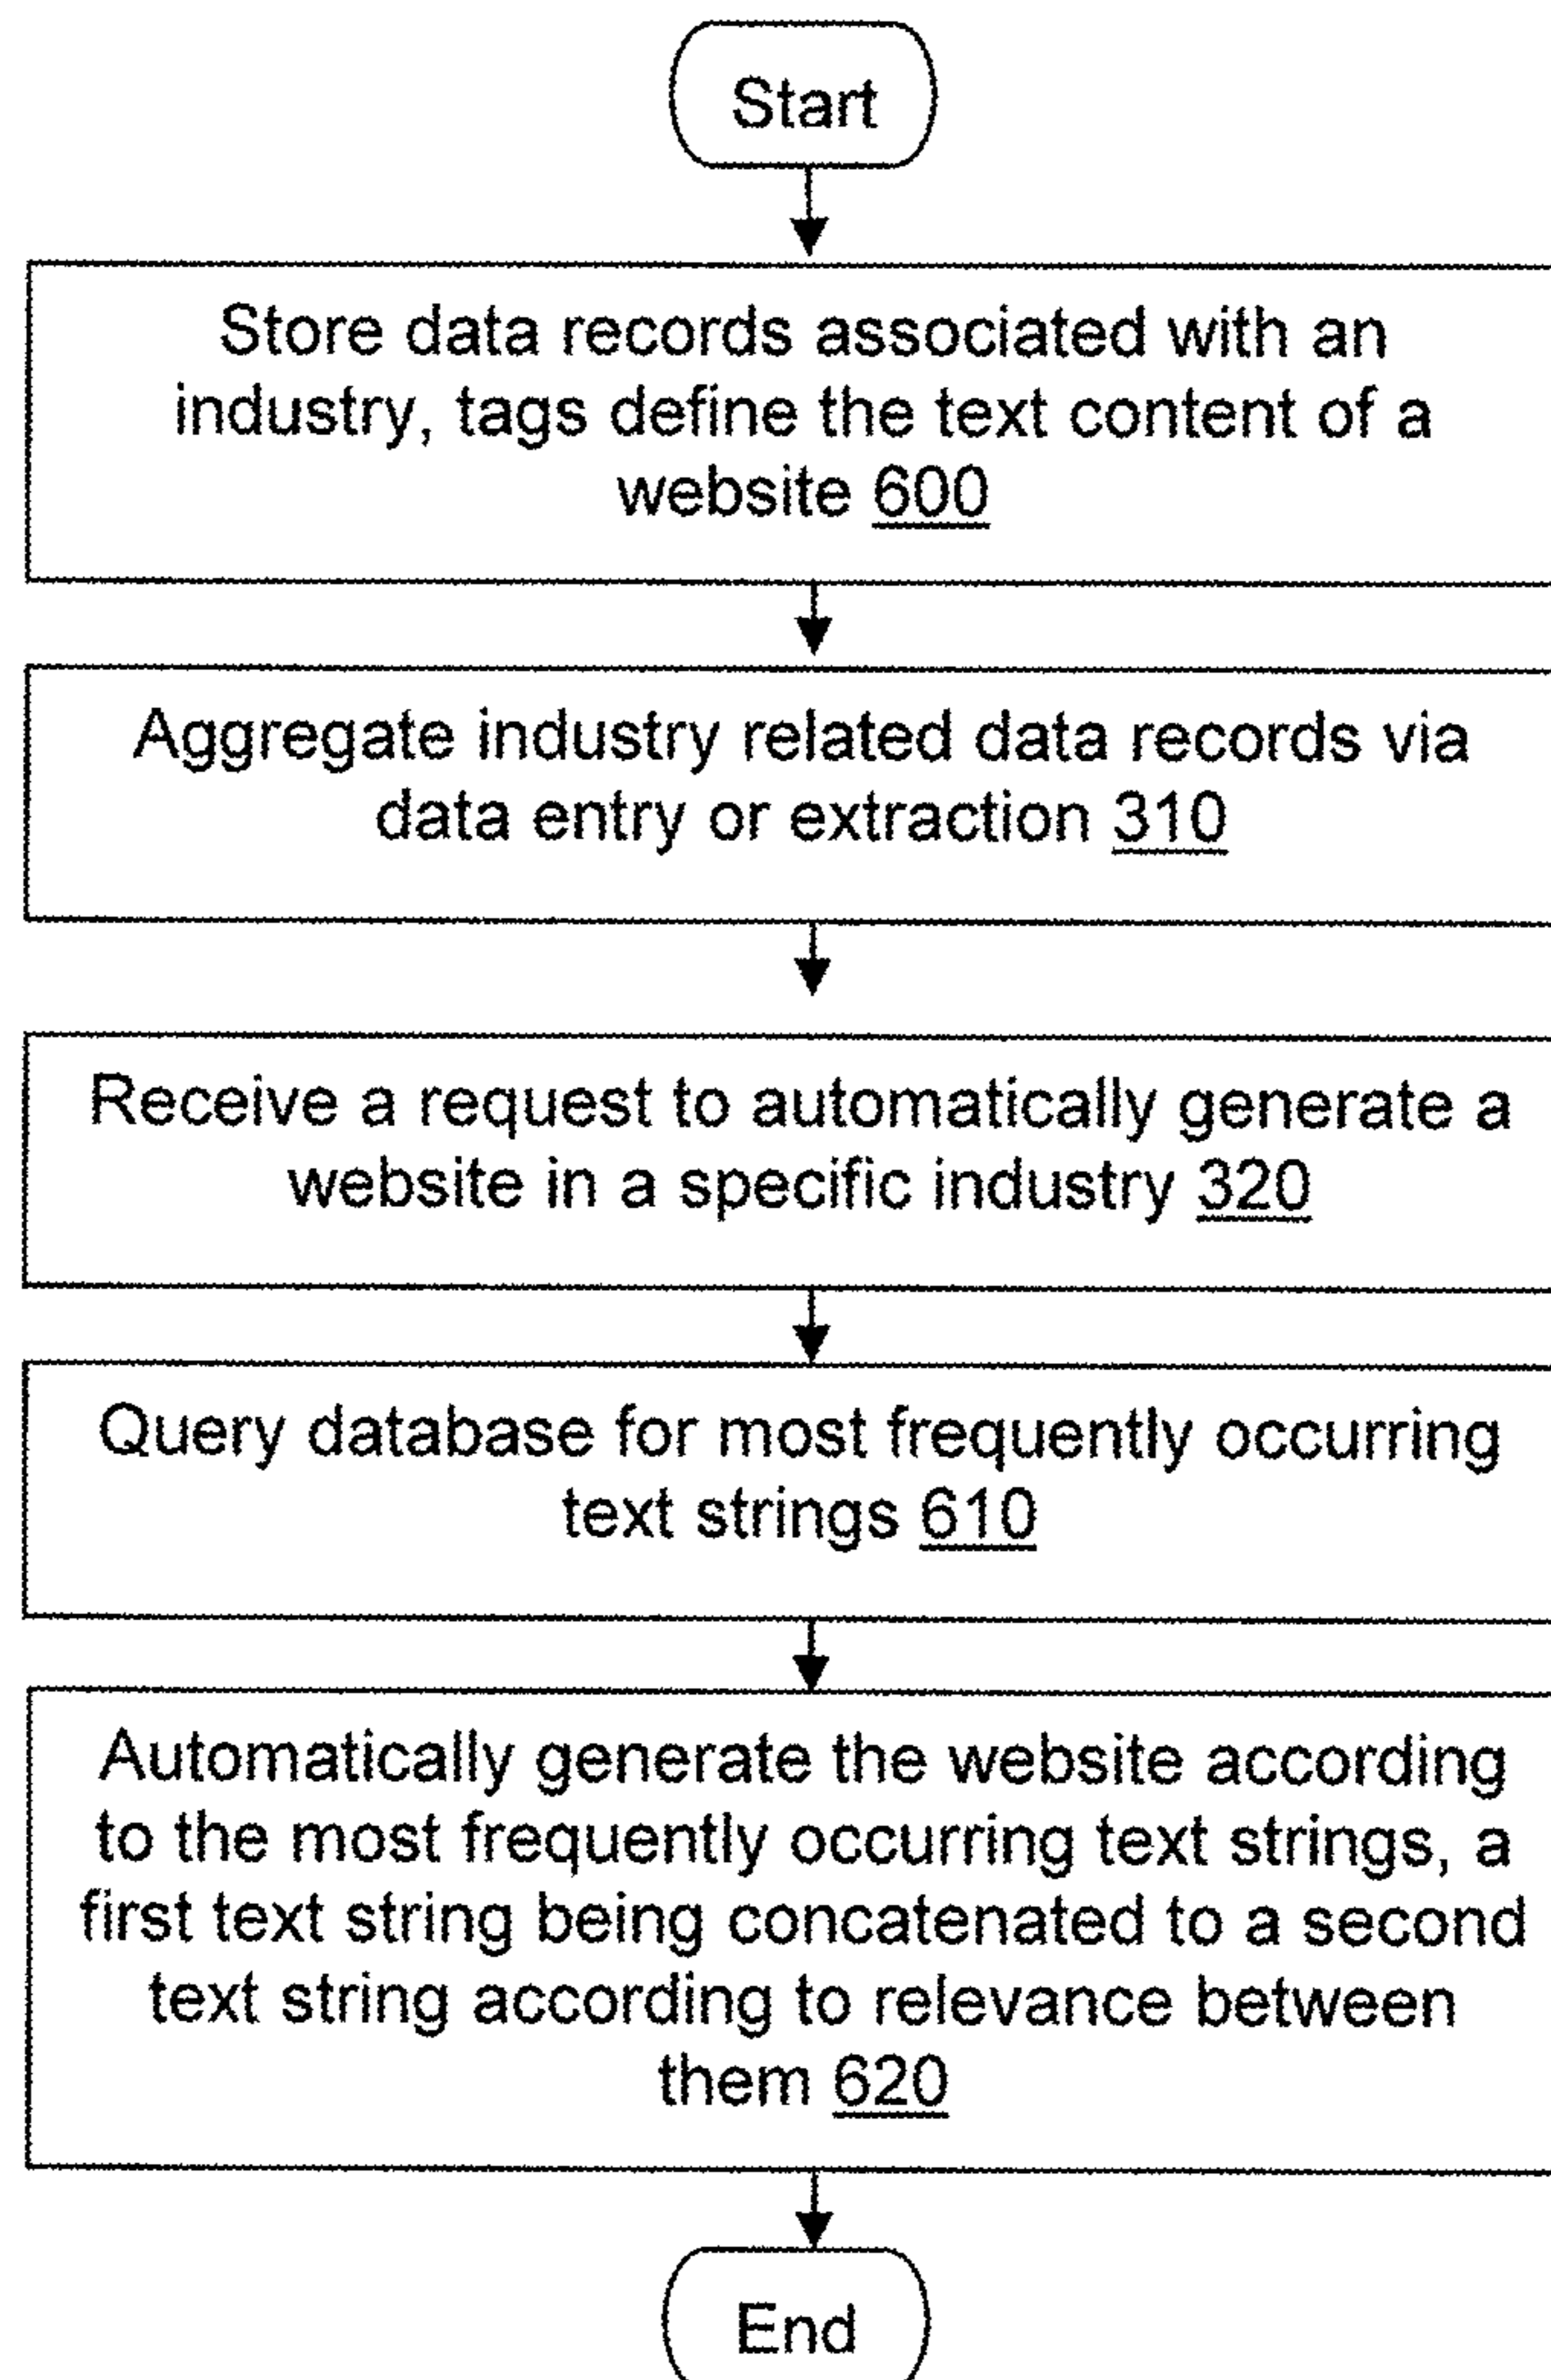 Start
Store data records associated with an
industry, tags define the text content of a
website 600
Aggregate industry related data records via
data entry or extraction 310
Receive a request to automatically generate a
website in a specific industry 320
Query database for most frequently occurring
text strings 610
Automatically generate the website according
to the most frequently occurring text strings, a
first text string being concatenated to a second
text string according to relevance between
them 620
End